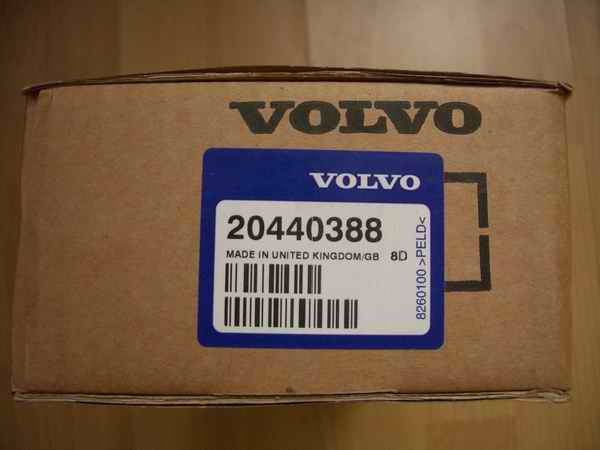 VOLVO
VOLVO
20440388
MADE IN UNITED KINGDOM/GB 8D
8260100 >PELD<